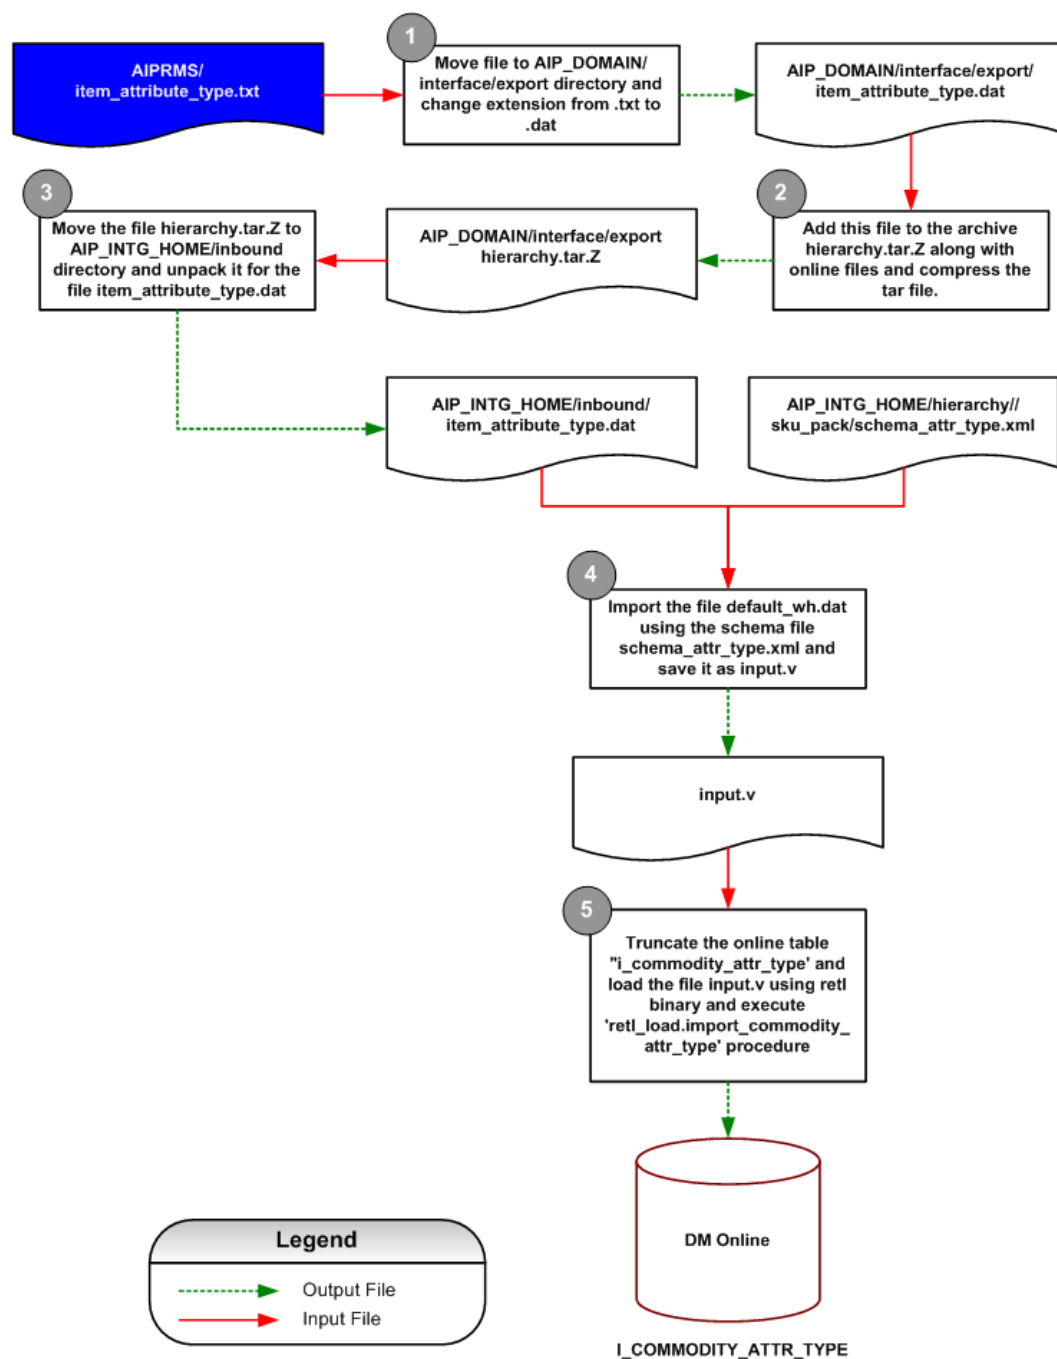 1
AIPRMS/
item_attribute_type.txt
Move file to AIP_DOMAIN/
interface/export directory and
change extension from .txt to
.dat
AIP_DOMAIN/interface/export/
item_attribute_type.dat
3
Move the file hierarchy.tar.Z to
AIP_INTG_HOME/inbound
directory and unpack it for the
file item_attribute_type.dat
AIP_DOMAIN/interface/export
hierarchy.tar.Z
2
Add this file to the archive
hierarchy.tar.Z along with
online files and compress the
tar file.
AIP_INTG_HOME/inbound/
item_attribute_type.dat
AIP_INTG_HOME/hierarchy//
sku_pack/schema_attr_type.xml
4
Import the file default_wh.dat
using the schema file
schema_attr_type.xml and
save it as input.v
input.v
5
Truncate the online table
"i_commodity_attr_type' and
load the file input.v using retl
binary and execute
'retl_load.import_commodity_
attr_type' procedure
DM Online
I_COMMODITY_ATTR_TYPE
Legend
Output File
Input File